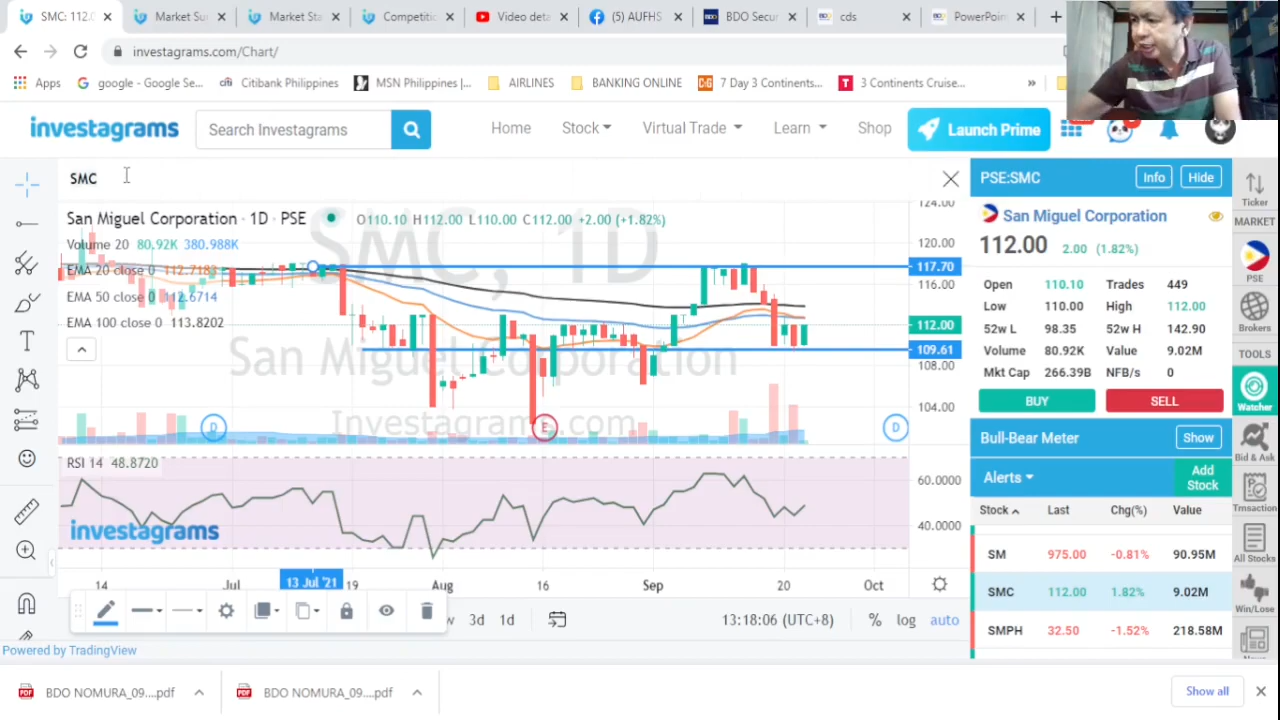 SMC: 112.0
Market Su
Market Sta
Competitic
Video deta
(5) AUFHS
BDO Secur
cds
PowerPoin
investagrams.com/Chart/
Apps
google - Google Se...
Citibank Philippines
MSN Philippines |...
AIRLINES
BANKING ONLINE
7 Day 3 Continents...
3 Continents Cruise...
»
investagrams
Search Investagrams
Home
Stock
Virtual Trade
Learn
Shop
Launch Prime
SMC
San Miguel Corporation · 1D · PSE
O110.10 H112.00 L110.00 C112.00 +2.00 (+1.82%)
Volume 20 80.92K 380.988K
EMA 20 close 0 112.7183
EMA 50 close 0 112.6714
EMA 100 close 0 113.8202
SMC, 1D
San Miguel Corporation
Investagrams.com
D
E
D
124.00
120.00
117.70
116.00
112.00
109.61
108.00
104.00
RSI 14 48.8720
investagrams
60.0000
40.0000
14
Jul
13 Jul '21
19
Aug
16
Sep
20
Oct
3d
1d
13:18:06 (UTC+8)
%
log
auto
Powered by TradingView
PSE:SMC
Info
Hide
San Miguel Corporation
112.00 2.00 (1.82%)
Open 110.10 Trades 449
Low 110.00 High 112.00
52w L 98.35 52w H 142.90
Volume 80.92K Value 9.02M
Mkt Cap 266.39B NFB/s 0
BUY
SELL
Bull-Bear Meter
Show
Alerts
Add Stock
Stock Last Chg(%) Value
SM 975.00 -0.81% 90.95M
SMC 112.00 1.82% 9.02M
SMPH 32.50 -1.52% 218.58M
Ticker
MARKET
PSE
Brokers
TOOLS
Watcher
Bid & Ask
Trnsaction
All Stocks
Win/Lose
BDO NOMURA_09....pdf
BDO NOMURA_09....pdf
Show all